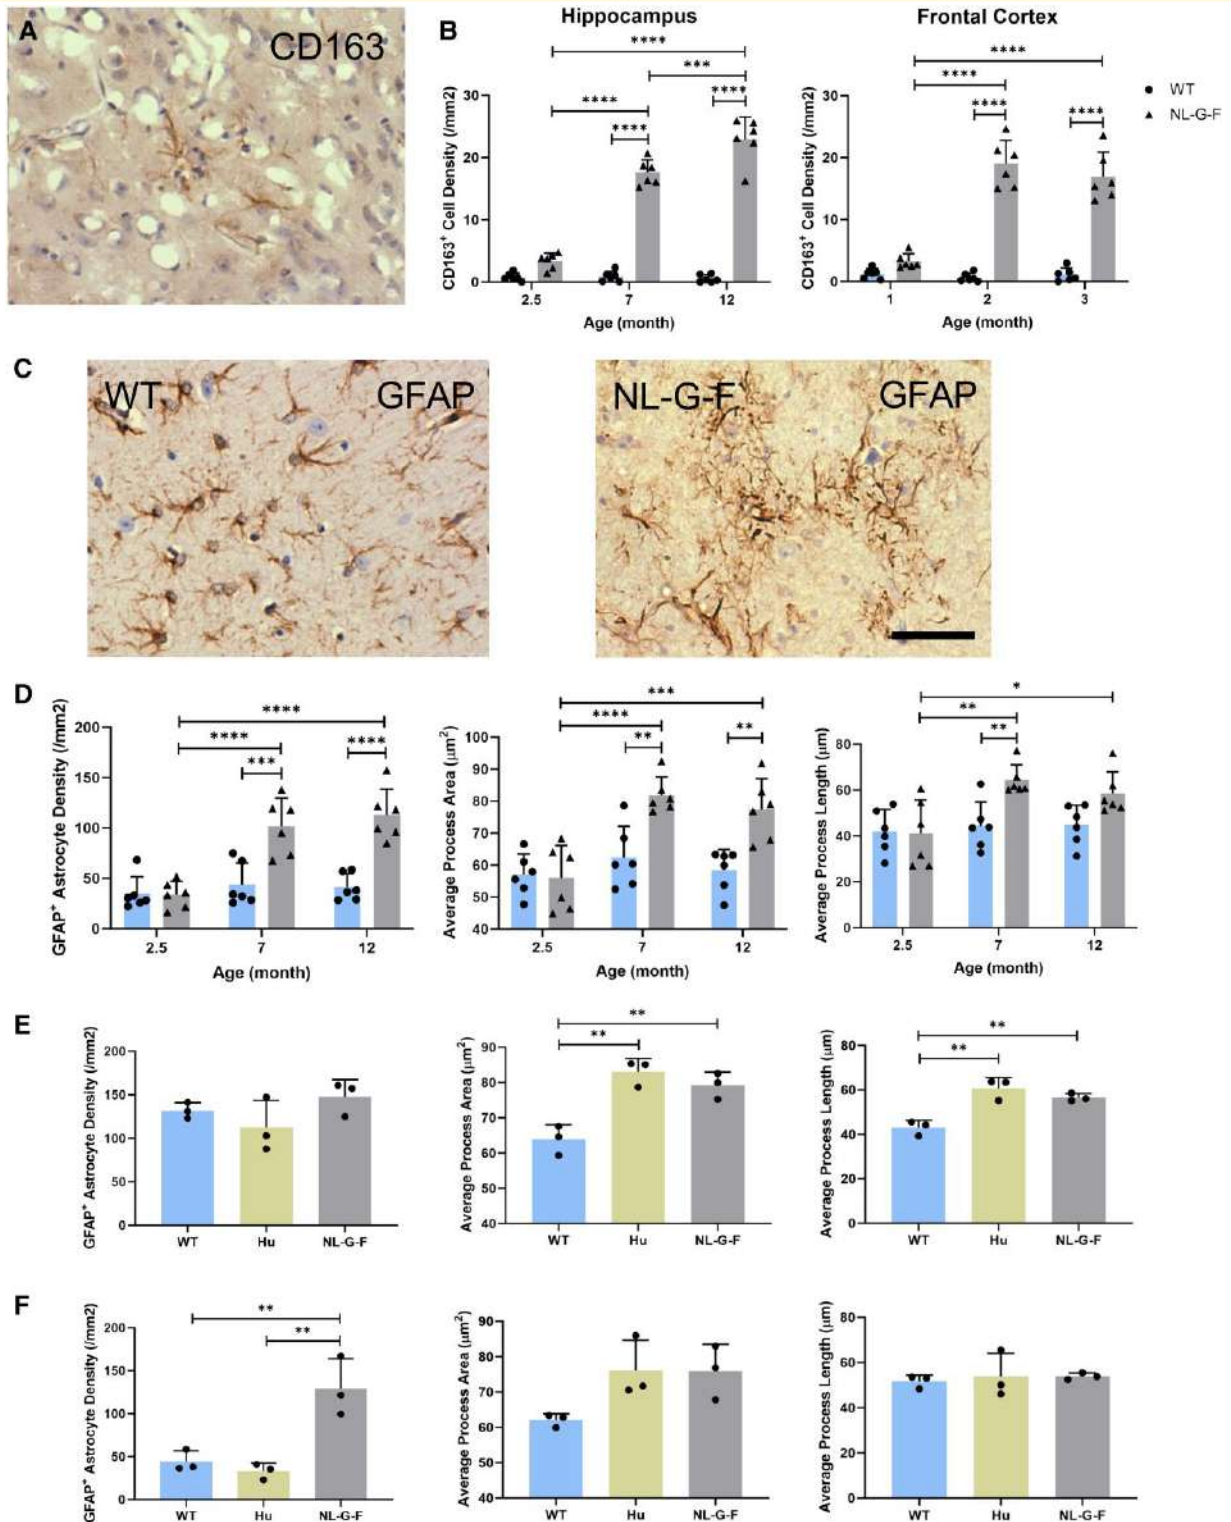 A
CD163
B
Hippocampus
****
***
****
****
****
30
20
10
0
CD163+ Cell Density (/mm2)
2.5 7 12
Age (month)
Frontal Cortex
****
****
****
****
30
20
10
0
CD163+ Cell Density (/mm2)
1 2 3
Age (month)
WT
NL-G-F
C
WT GFAP
NL-G-F GFAP
D
****
****
****
***
200
150
100
50
0
GFAP+ Astrocyte Density (/mm2)
2.5 7 12
Age (month)
***
****
**
**
100
90
80
70
60
50
40
Average Process Area (μm²)
2.5 7 12
Age (month)
*
**
**
80
60
40
20
0
Average Process Length (μm)
2.5 7 12
Age (month)
E
200
150
100
50
0
GFAP+ Astrocyte Density (/mm2)
WT Hu NL-G-F
**
**
90
80
70
60
50
40
Average Process Area (μm²)
WT Hu NL-G-F
**
**
80
60
40
20
0
Average Process Length (μm)
WT Hu NL-G-F
F
**
**
200
150
100
50
0
GFAP+ Astrocyte Density (/mm2)
WT Hu NL-G-F
90
80
70
60
50
40
Average Process Area (μm²)
WT Hu NL-G-F
80
60
40
20
0
Average Process Length (μm)
WT Hu NL-G-F